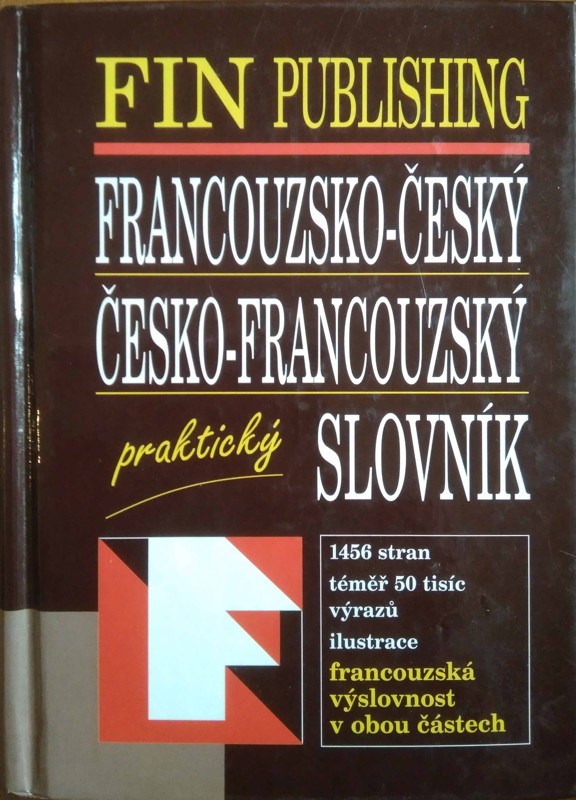 FIN PUBLISHING
FRANCOUZSKO-ČESKÝ
ČESKO-FRANCOUZSKÝ
praktický SLOVNÍK
1456 stran
téměř 50 tisíc
výrazů
ilustrace
francouzská
výslovnost
v obou částech